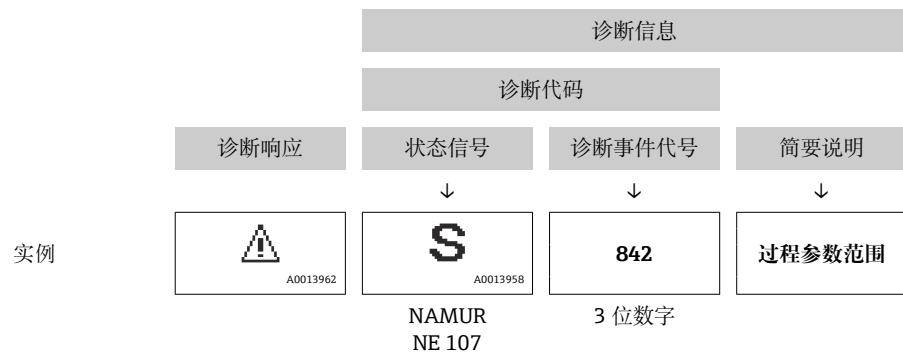 诊断信息
诊断代码
诊断响应 状态信号 诊断事件代号 简要说明
↓ ↓ ↓
实例 S 842 过程参数范围
A0013962 A0013958
NAMUR 3 位数字
NE 107